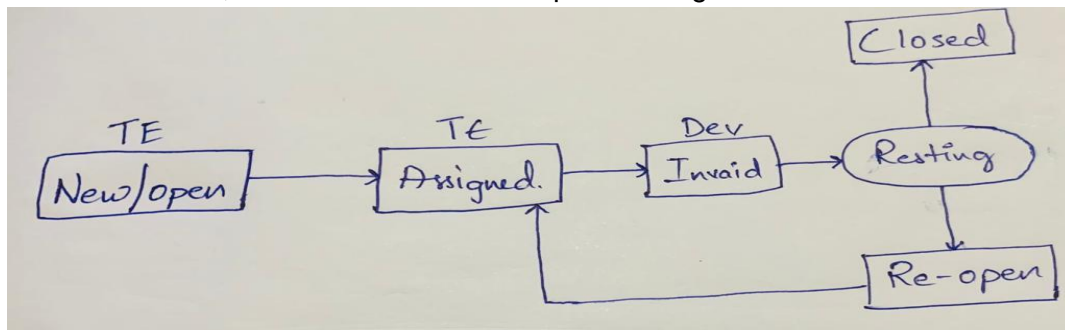 Closed
TE
TE
Dev
New/open
Assigned.
Invaid
Resting
Re-open